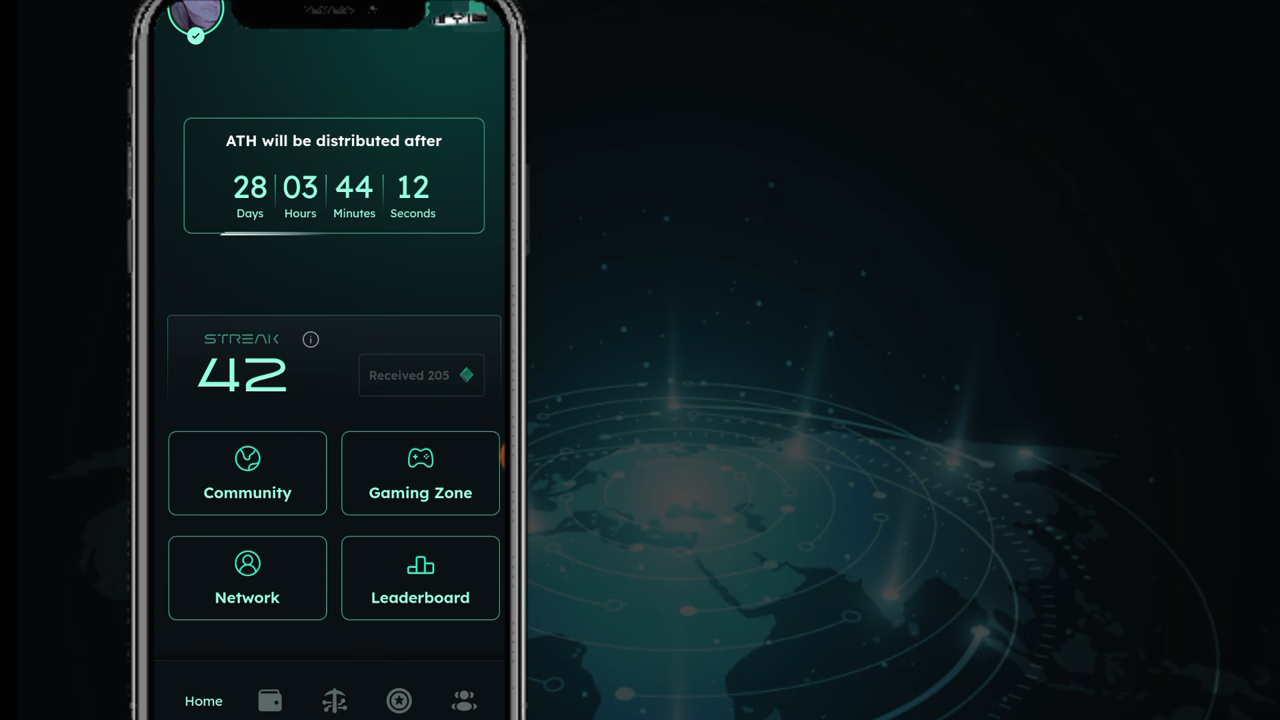 ATH will be distributed after
28 03 44 12
Days Hours Minutes Seconds
STREAK
42
Received 205
Community
Gaming Zone
Network
Leaderboard
Home